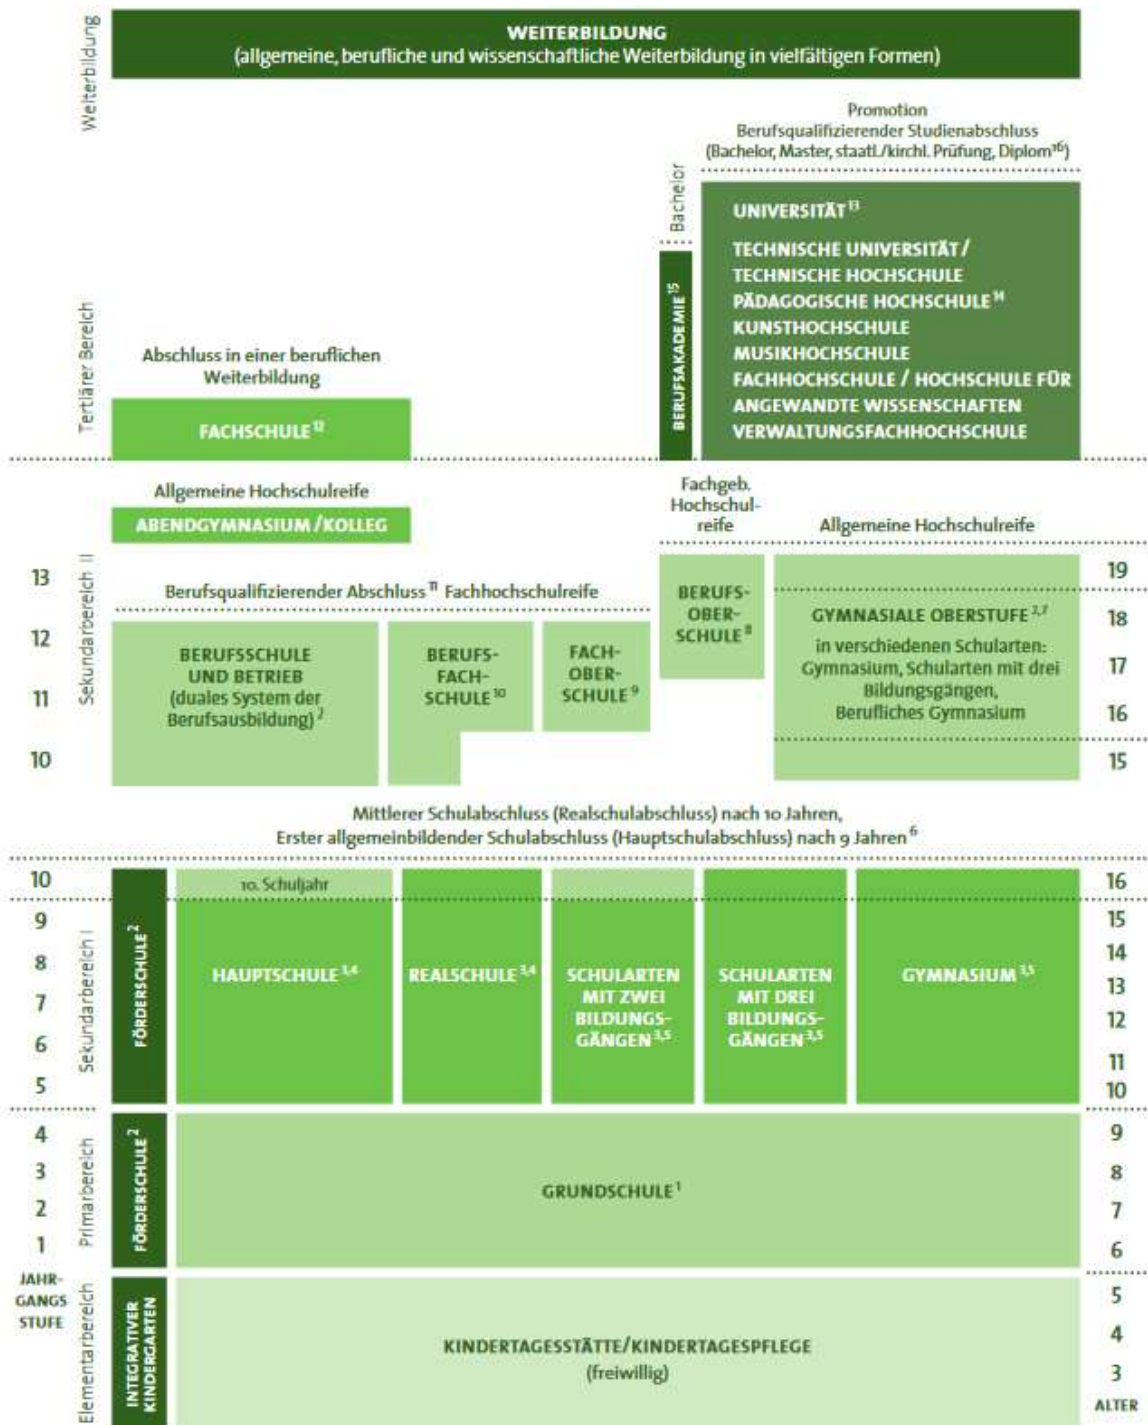 Weiterbildung
WEITERBILDUNG
(allgemeine, berufliche und wissenschaftliche Weiterbildung in vielfältigen Formen)
Promotion
Berufsqualifizierender Studienabschluss
(Bachelor, Master, staatl./kirchl. Prüfung, Diplom¹⁶)
Tertiärer Bereich
Bachelor
BERUFSAKADEMIE¹⁵
UNIVERSITÄT¹³
TECHNISCHE UNIVERSITÄT /
TECHNISCHE HOCHSCHULE
PÄDAGOGISCHE HOCHSCHULE¹⁴
KUNSTHOCHSCHULE
MUSIKHOCHSCHULE
FACHHOCHSCHULE / HOCHSCHULE FÜR
ANGEWANDTE WISSENSCHAFTEN
VERWALTUNGSFACHHOCHSCHULE
Abschluss in einer beruflichen
Weiterbildung
FACHSCHULE¹²
Allgemeine Hochschulreife
ABENDGYMNASIUM /KOLLEG
Fachgeb.
Hochschul-
reife
Allgemeine Hochschulreife
Sekundarbereich II
13
12
11
10
Berufsqualifizierender Abschluss¹¹ Fachhochschulreife
BERUFSSCHULE
UND BETRIEB
(duales System der
Berufsausbildung)²
BERUFS-
FACH-
SCHULE¹⁰
FACH-
OBER-
SCHULE⁹
BERUFS-
OBER-
SCHULE⁸
GYMNASIALE OBERSTUFE²,⁷
in verschiedenen Schularten:
Gymnasium, Schularten mit drei
Bildungsgängen,
Berufliches Gymnasium
19
18
17
16
15
Mittlerer Schulabschluss (Realschulabschluss) nach 10 Jahren,
Erster allgemeinbildender Schulabschluss (Hauptschulabschluss) nach 9 Jahren⁶
10
9
8
7
6
5
Sekundarbereich I
FÖRDERSCHULE²
10. Schuljahr
HAUPTSCHULE³,⁴
REALSCHULE³,⁴
SCHULARTEN
MIT ZWEI
BILDUNGS-
GÄNGEN³,⁵
SCHULARTEN
MIT DREI
BILDUNGS-
GÄNGEN³,⁵
GYMNASIUM³,⁵
16
15
14
13
12
11
10
4
3
2
1
Primarbereich
FÖRDERSCHULE²
GRUNDSCHULE¹
9
8
7
6
JAHR-
GANGS
STUFE
Elementarbereich
INTEGRATIVER
KINDERGARTEN
KINDERTAGESSTÄTTE/KINDERTAGESPFLEGE
(freiwillig)
5
4
3
ALTER